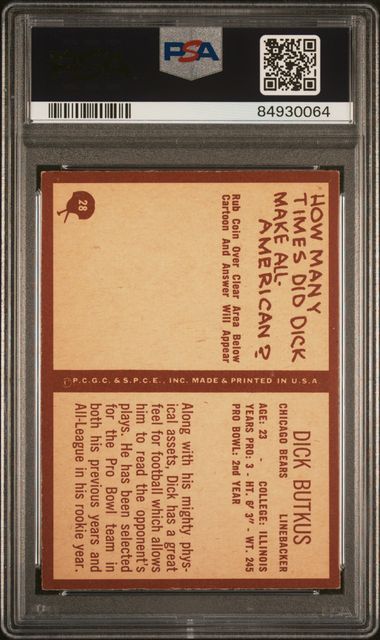 PSA
84930064
28
HOW MANY
TIMES DID DICK
MAKE ALL-
AMERICAN?
Rub Coin Over Clear Area Below
Cartoon And Answer Will Appear
© P.C.G.C. & S.P.C.E., INC. MADE & PRINTED IN U.S.A
DICK BUTKUS
CHICAGO BEARS LINEBACKER
AGE: 23 - COLLEGE: ILLINOIS
YEARS PRO: 3 - HT. 6' 3" - WT. 245
PRO BOWL: 2nd YEAR
Along with his mighty phys-
ical assets, Dick has a great
feel for football which allows
him to read the opponent's
plays. He has been selected
for the Pro Bowl team in
both his previous years and
All-League in his rookie year.